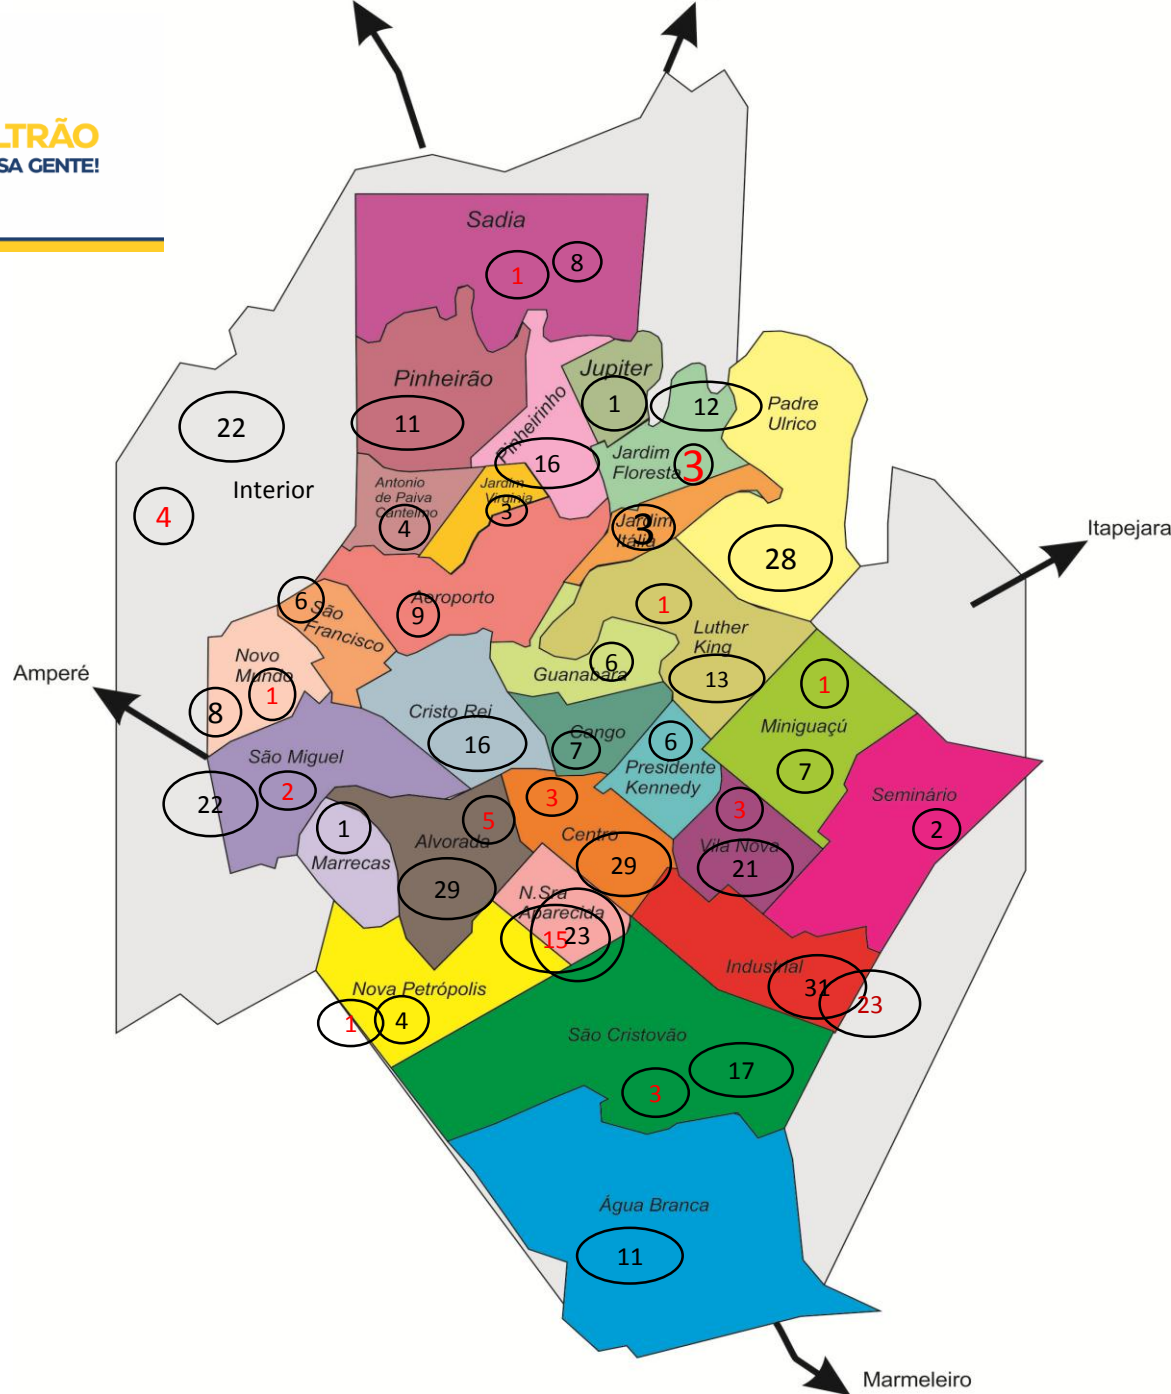 LTRÃO
SA GENTE!
Sadia
1
8
Pinheirão
11
Pinheirinho
16
Jupiter
1
12
Padre
Ulrico
22
Interior
4
Jardim
Floresta
3
Antonio
de Paiva
Cantelmo
4
Jardim
Virginia
3
Jardim
Itália
3
28
Itapejara
6
São
Francisco
Aeroporto
9
1
Luther
King
13
Novo
Mundo
1
8
Guanabara
6
Amperé
1
Miniguaçú
7
Cristo Rei
16
Cango
7
6
Presidente
Kennedy
São Miguel
2
22
Seminário
2
1
Marrecas
5
Alvorada
29
3
Centro
29
3
Vila Nova
21
N.Sra
Aparecida
15
23
Industrial
31
23
Nova Petrópolis
1
4
São Cristovão
17
3
Água Branca
11
Marmeleiro